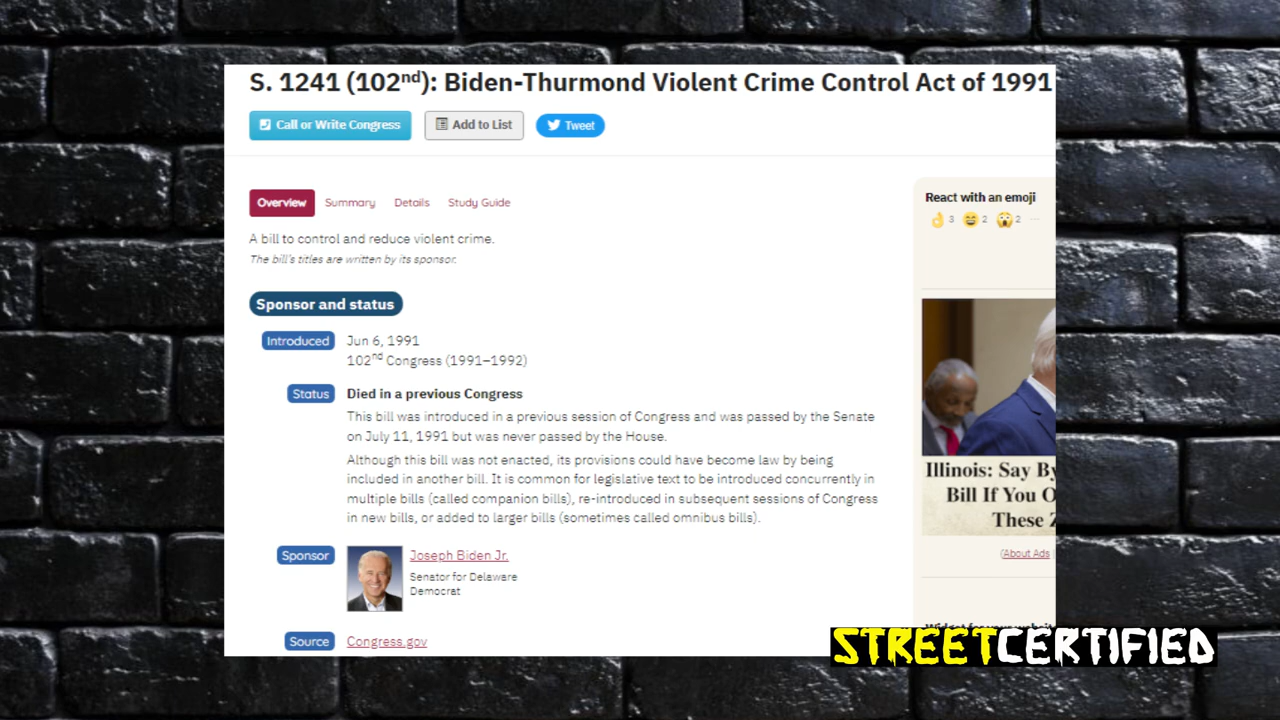 S. 1241 (102nd): Biden-Thurmond Violent Crime Control Act of 1991
Call or Write Congress
Add to List
Tweet
Overview
Summary
Details
Study Guide
React with an emoji
3
2
2
A bill to control and reduce violent crime.
The bill's titles are written by its sponsor.
Sponsor and status
Introduced
Jun 6, 1991
102nd Congress (1991–1992)
Status
Died in a previous Congress
This bill was introduced in a previous session of Congress and was passed by the Senate
on July 11, 1991 but was never passed by the House.
Although this bill was not enacted, its provisions could have become law by being
included in another bill. It is common for legislative text to be introduced concurrently in
multiple bills (called companion bills), re-introduced in subsequent sessions of Congress
in new bills, or added to larger bills (sometimes called omnibus bills).
Illinois: Say By
Bill If You O
These Z
(About Ads |
Sponsor
Joseph Biden Jr.
Senator for Delaware
Democrat
Source
Congress.gov
STREETCERTIFIED